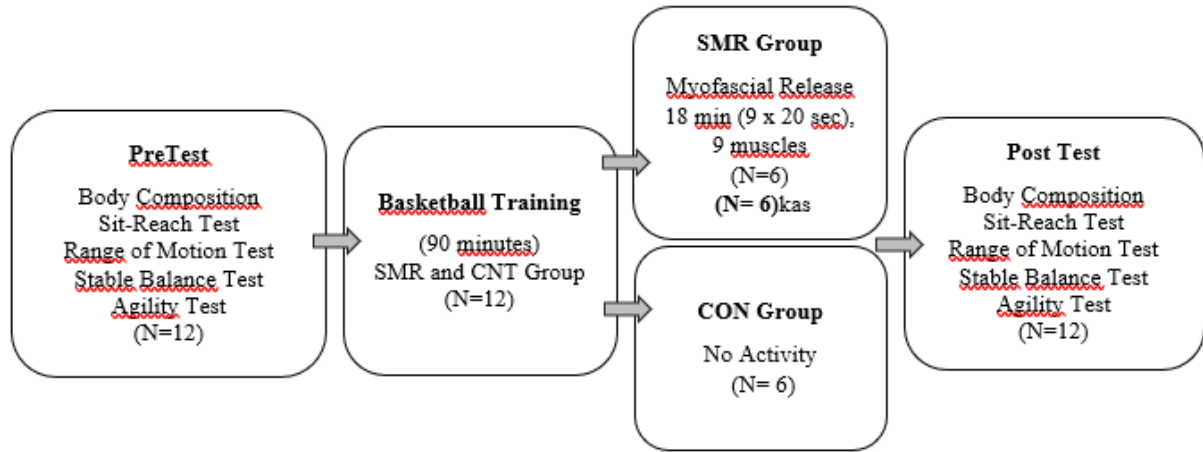 PreTest
Body Composition
Sit-Reach Test
Range of Motion Test
Stable Balance Test
Agility Test
(N=12)
Basketball Training
(90 minutes)
SMR and CNT Group
(N=12)
SMR Group
Myofascial Release
18 min (9 x 20 sec),
9 muscles
(N=6)
(N= 6)kas
CON Group
No Activity
(N= 6)
Post Test
Body Composition
Sit-Reach Test
Range of Motion Test
Stable Balance Test
Agility Test
(N=12)